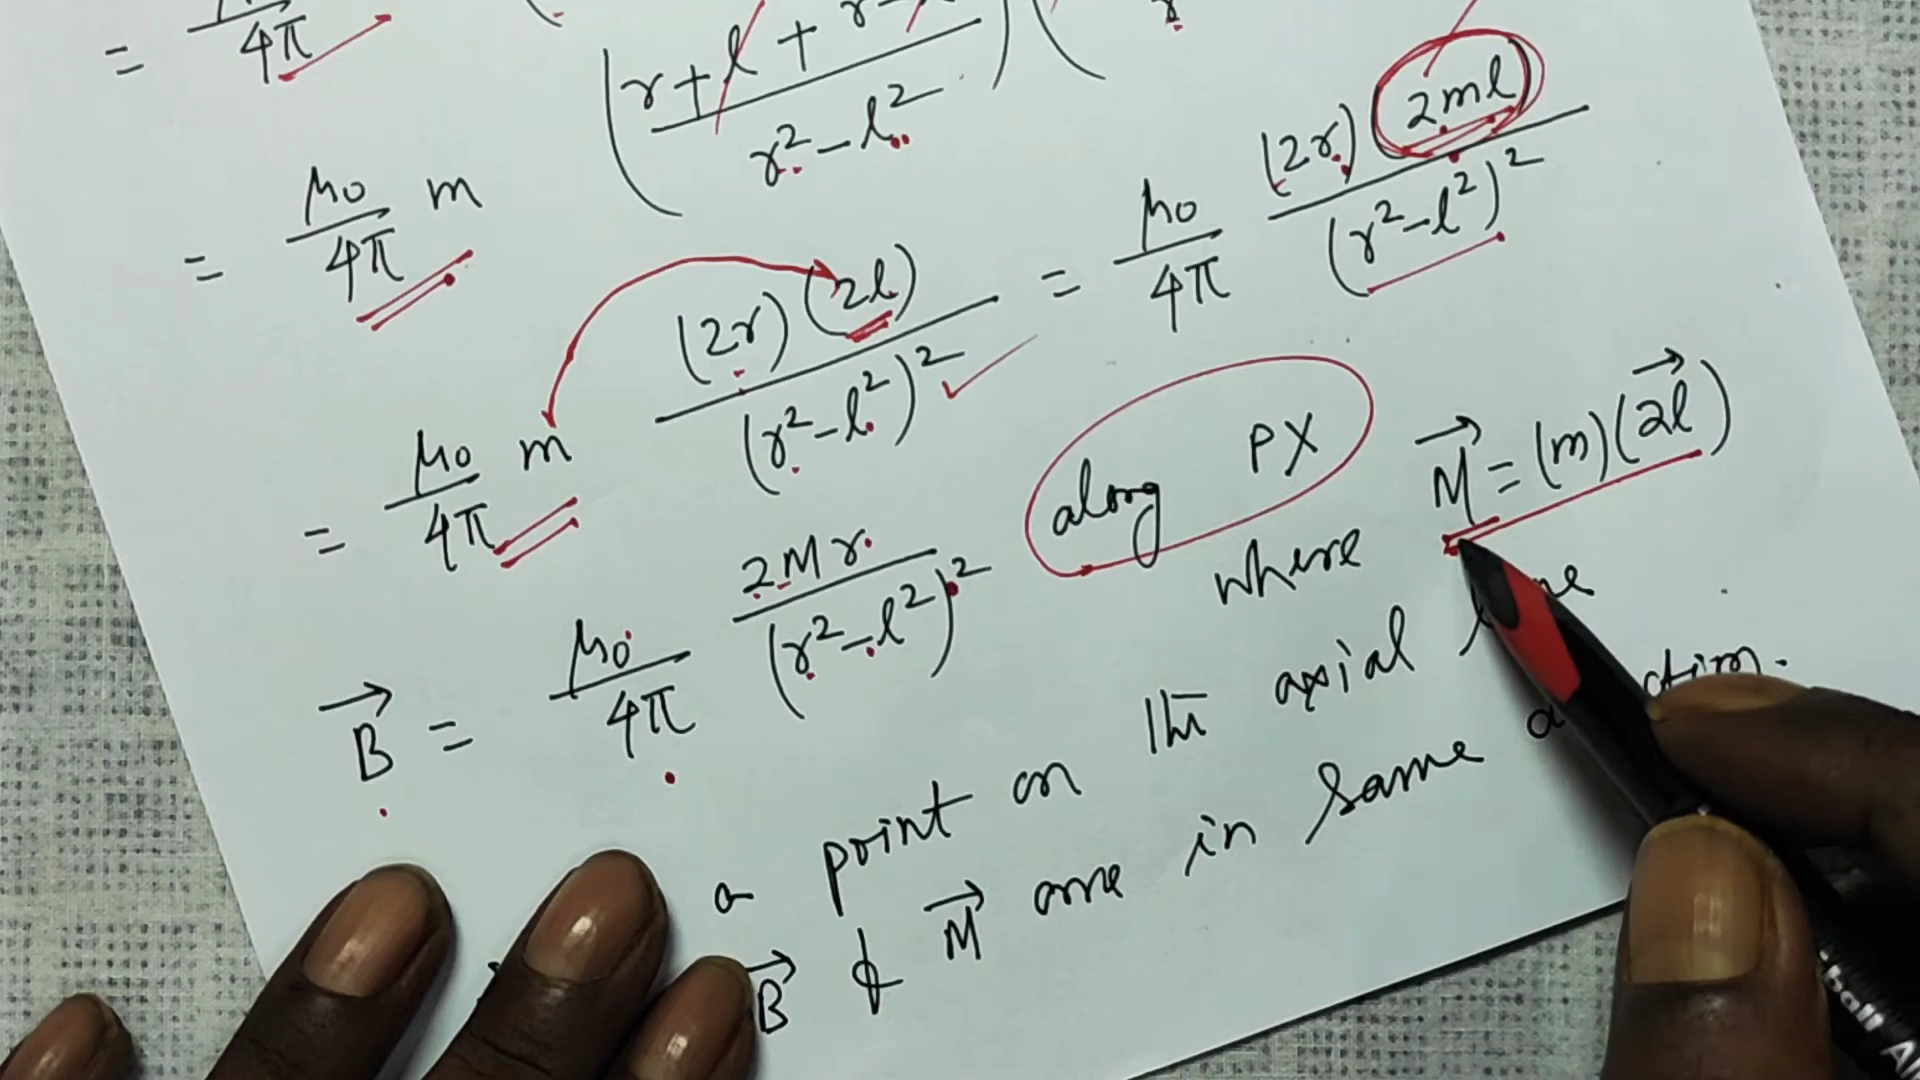 = μ0/4π (r+l+r-l / r²-l²) (
= μ0/4π m (2r)(2l) / (r²-l²)² = μ0/4π (2r)(2ml) / (r²-l²)²
= μ0/4π m
along PX
where M⃗ = (m)(2l⃗)
B⃗ = μ0/4π 2Mr / (r²-l²)²
a point on the axial
B⃗ & M⃗ are in same
ball